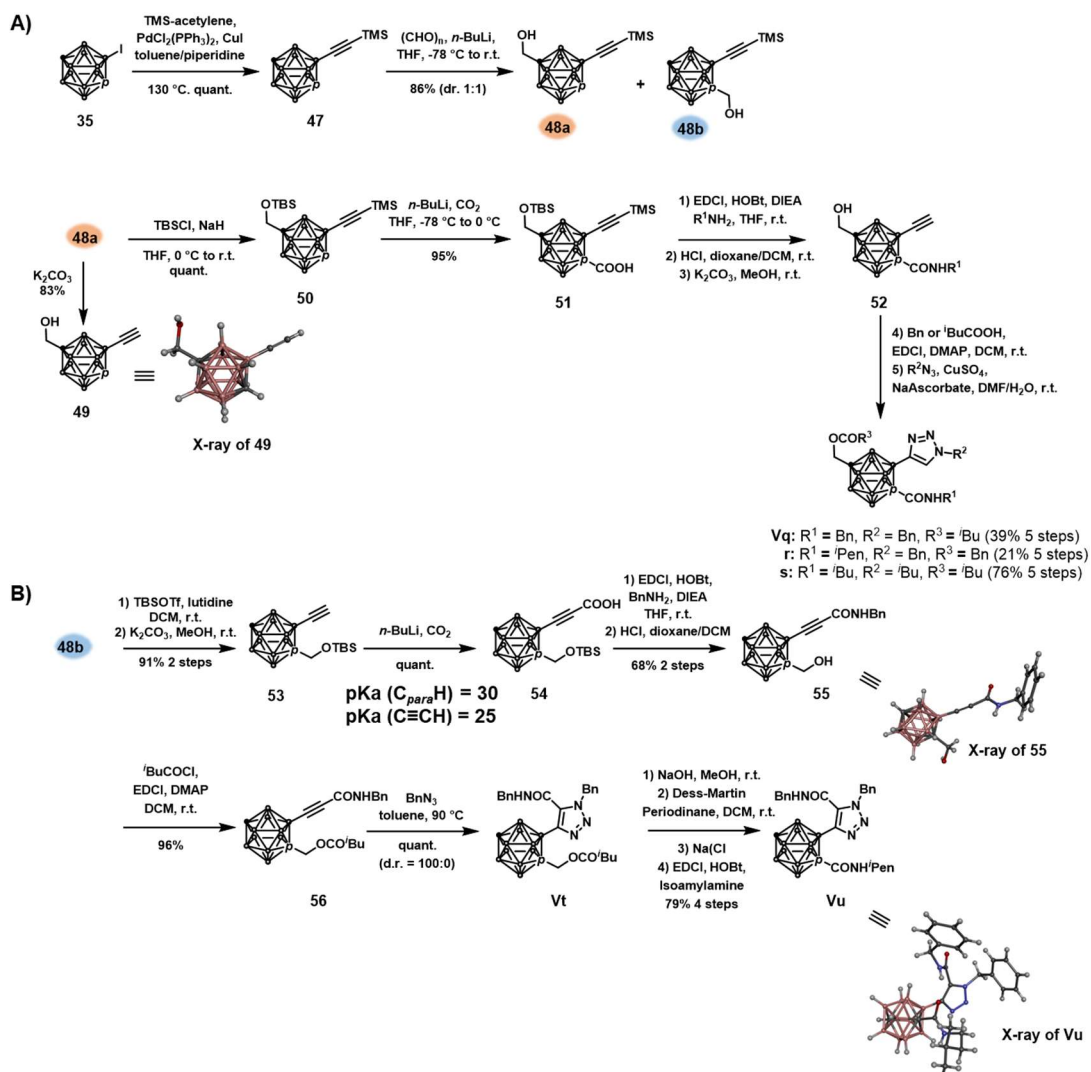 A)
TMS-acetylene,
PdCl2(PPh3)2, CuI
toluene/piperidine
130 °C. quant.
I
p
35
TMS
p
47
(CHO)n, n-BuLi,
THF, -78 °C to r.t.
86% (dr. 1:1)
OH
TMS
p
48a
+
TMS
p
OH
48b
48a
TBSCl, NaH
THF, 0 °C to r.t.
quant.
OTBS
TMS
p
50
n-BuLi, CO2
THF, -78 °C to 0 °C
95%
OTBS
TMS
p
COOH
51
1) EDCI, HOBt, DIEA
R1NH2, THF, r.t.
2) HCl, dioxane/DCM, r.t.
3) K2CO3, MeOH, r.t.
OH
p
CONHR1
52
K2CO3
83%
OH
p
49
X-ray of 49
4) Bn or iBuCOOH,
EDCI, DMAP, DCM, r.t.
5) R2N3, CuSO4,
NaAscorbate, DMF/H2O, r.t.
OCOR3
N=N
N-R2
p
CONHR1
Vq: R1 = Bn, R2 = Bn, R3 = iBu (39% 5 steps)
r: R1 = iPen, R2 = Bn, R3 = Bn (21% 5 steps)
s: R1 = iBu, R2 = iBu, R3 = iBu (76% 5 steps)
B)
48b
1) TBSOTf, lutidine
DCM, r.t.
2) K2CO3, MeOH, r.t.
91% 2 steps
p
OTBS
53
n-BuLi, CO2
quant.
pKa (CparaH) = 30
pKa (C≡CH) = 25
COOH
p
OTBS
54
1) EDCI, HOBt,
BnNH2, DIEA
THF, r.t.
2) HCl, dioxane/DCM
68% 2 steps
CONHBn
p
OH
55
X-ray of 55
iBuCOCl,
EDCI, DMAP
DCM, r.t.
96%
CONHBn
p
OCOiBu
56
BnN3
toluene, 90 °C
quant.
(d.r. = 100:0)
BnHNOC
Bn
N
N
N
p
OCOiBu
Vt
1) NaOH, MeOH, r.t.
2) Dess-Martin
Periodinane, DCM, r.t.
3) Na(Cl
4) EDCI, HOBt,
Isoamylamine
79% 4 steps
BnHNOC
Bn
N
N
N
p
CONHiPen
Vu
X-ray of Vu